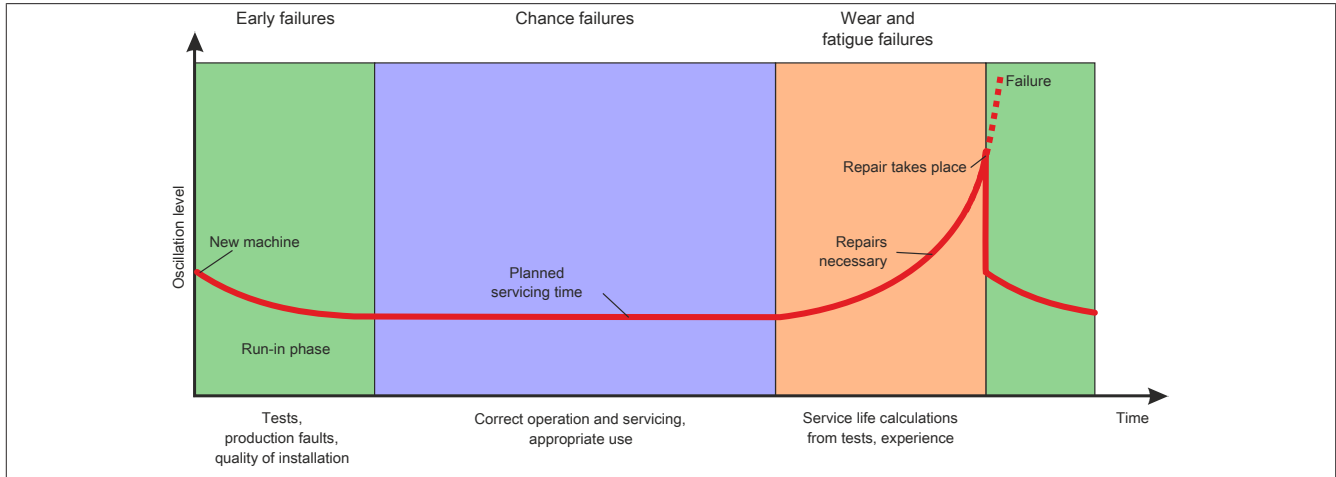 Early failures
Chance failures
Wear and
fatigue failures
Oscillation level
Failure
Repair takes place
New machine
Repairs
necessary
Planned
servicing time
Run-in phase
Tests,
production faults,
quality of installation
Correct operation and servicing,
appropriate use
Service life calculations
from tests, experience
Time